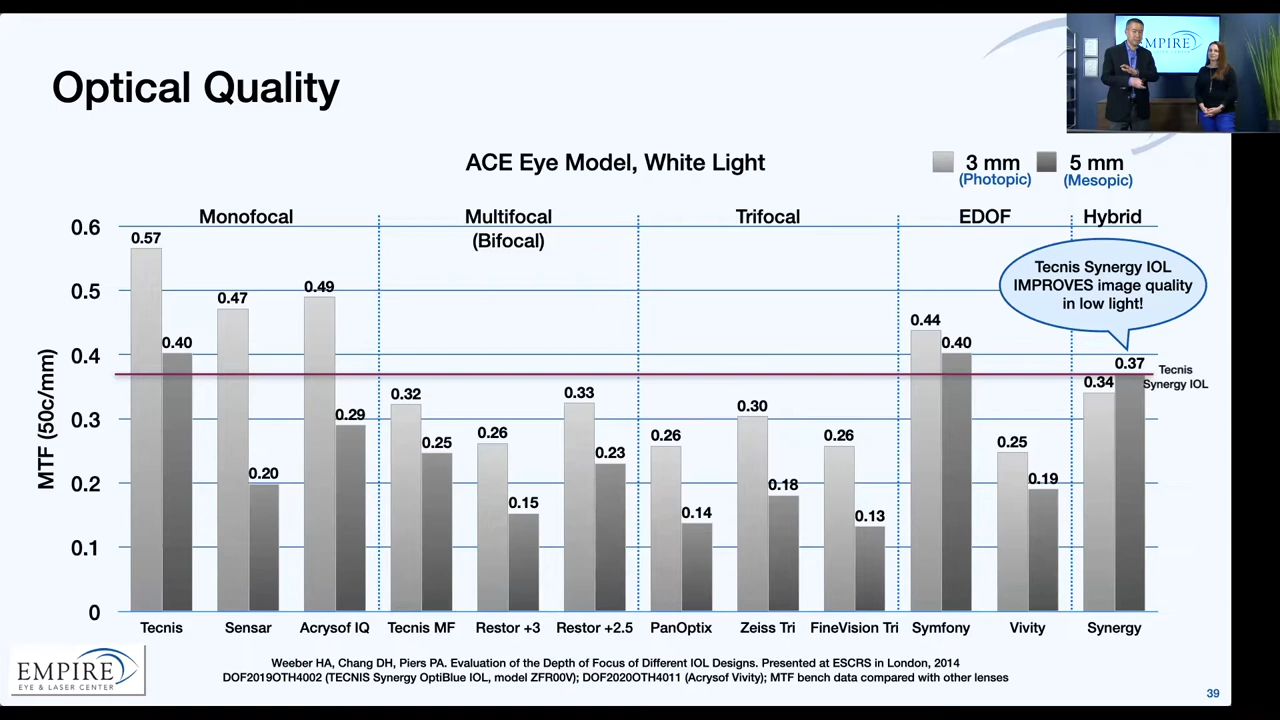 Optical Quality
EMPIRE
ACE Eye Model, White Light
3 mm
(Photopic)
5 mm
(Mesopic)
Monofocal
Multifocal
(Bifocal)
Trifocal
EDOF
Hybrid
Tecnis Synergy IOL
IMPROVES image quality
in low light!
MTF (50c/mm)
0.6
0.5
0.4
0.3
0.2
0.1
0
0.57
0.40
0.47
0.20
0.49
0.29
0.32
0.25
0.26
0.15
0.33
0.23
0.26
0.14
0.30
0.18
0.26
0.13
0.44
0.40
0.25
0.19
0.34
0.37
Tecnis
Synergy IOL
Tecnis
Sensar
Acrysof IQ
Tecnis MF
Restor +3
Restor +2.5
PanOptix
Zeiss Tri
FineVision Tri
Symfony
Vivity
Synergy
EMPIRE
EYE & LASER CENTER
Weeber HA, Chang DH, Piers PA. Evaluation of the Depth of Focus of Different IOL Designs. Presented at ESCRS in London, 2014
DOF2019OTH4002 (TECNIS Synergy OptiBlue IOL, model ZFR00V); DOF2020OTH4011 (Acrysof Vivity); MTF bench data compared with other lenses
39